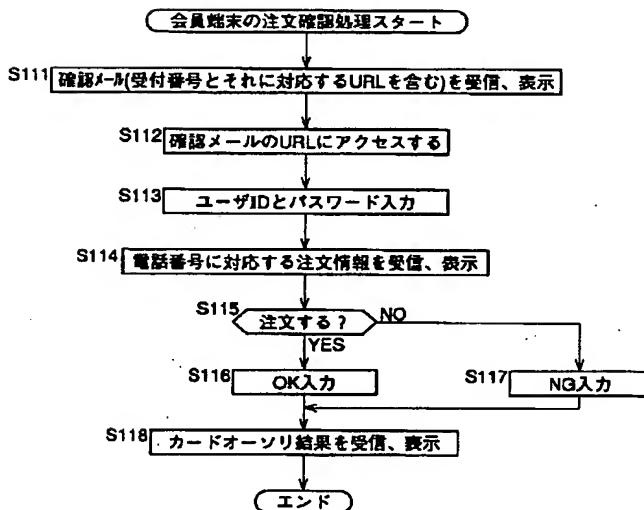 会員端末の注文確認処理スタート
S111 確認メール(受付番号とそれに対応するURLを含む)を受信、表示
S112 確認メールのURLにアクセスする
S113 ユーザIDとパスワード入力
S114 電話番号に対応する注文情報を受信、表示
S115 注文する? NO
YES
S116 OK入力 S117 NG入力
S118 カードオーソリ結果を受信、表示
エンド